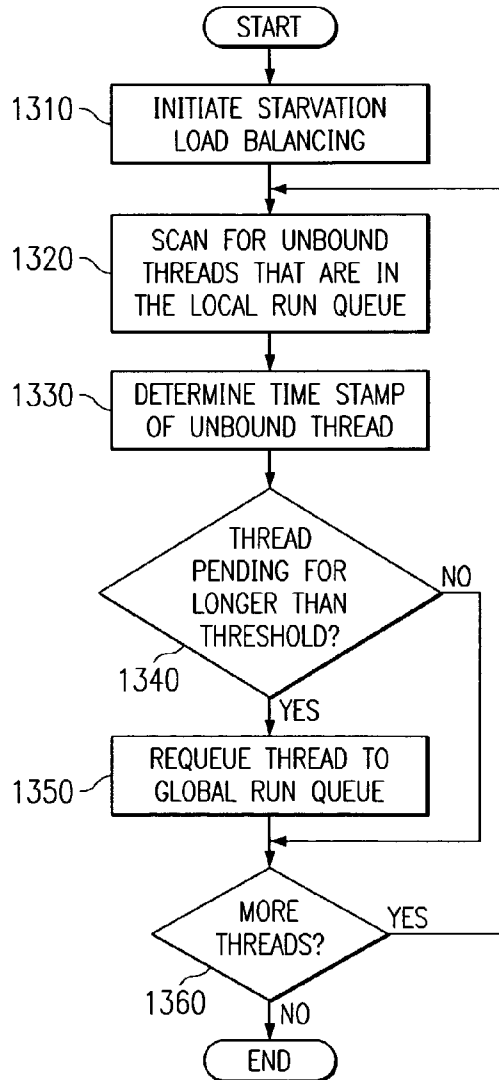 START
1310
INITIATE STARVATION
LOAD BALANCING
1320
SCAN FOR UNBOUND
THREADS THAT ARE IN
THE LOCAL RUN QUEUE
1330
DETERMINE TIME STAMP
OF UNBOUND THREAD
THREAD
PENDING FOR
LONGER THAN
THRESHOLD?
NO
1340
YES
1350
REQUEUE THREAD TO
GLOBAL RUN QUEUE
MORE
THREADS?
YES
1360
NO
END